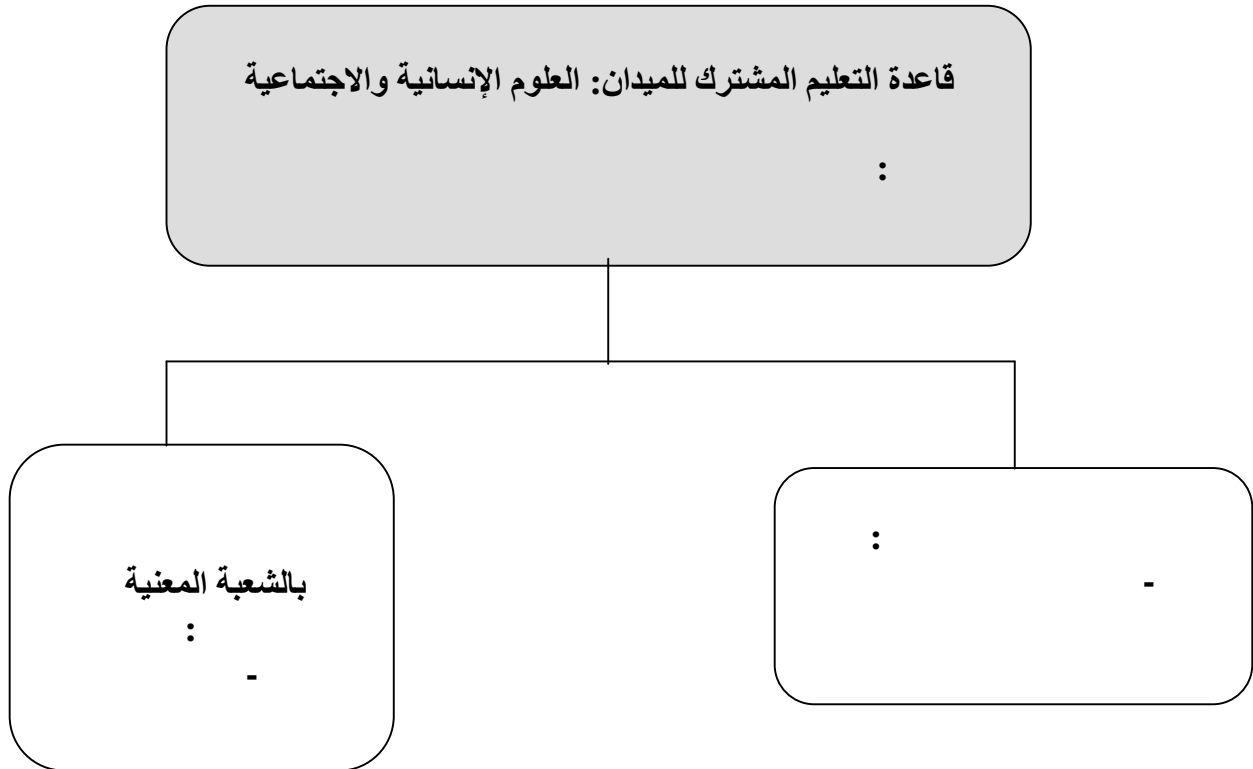 قاعدة التعليم المشترك للميدان: العلوم الإنسانية والاجتماعية
:
:
-
بالشعبة المعنية
:
-